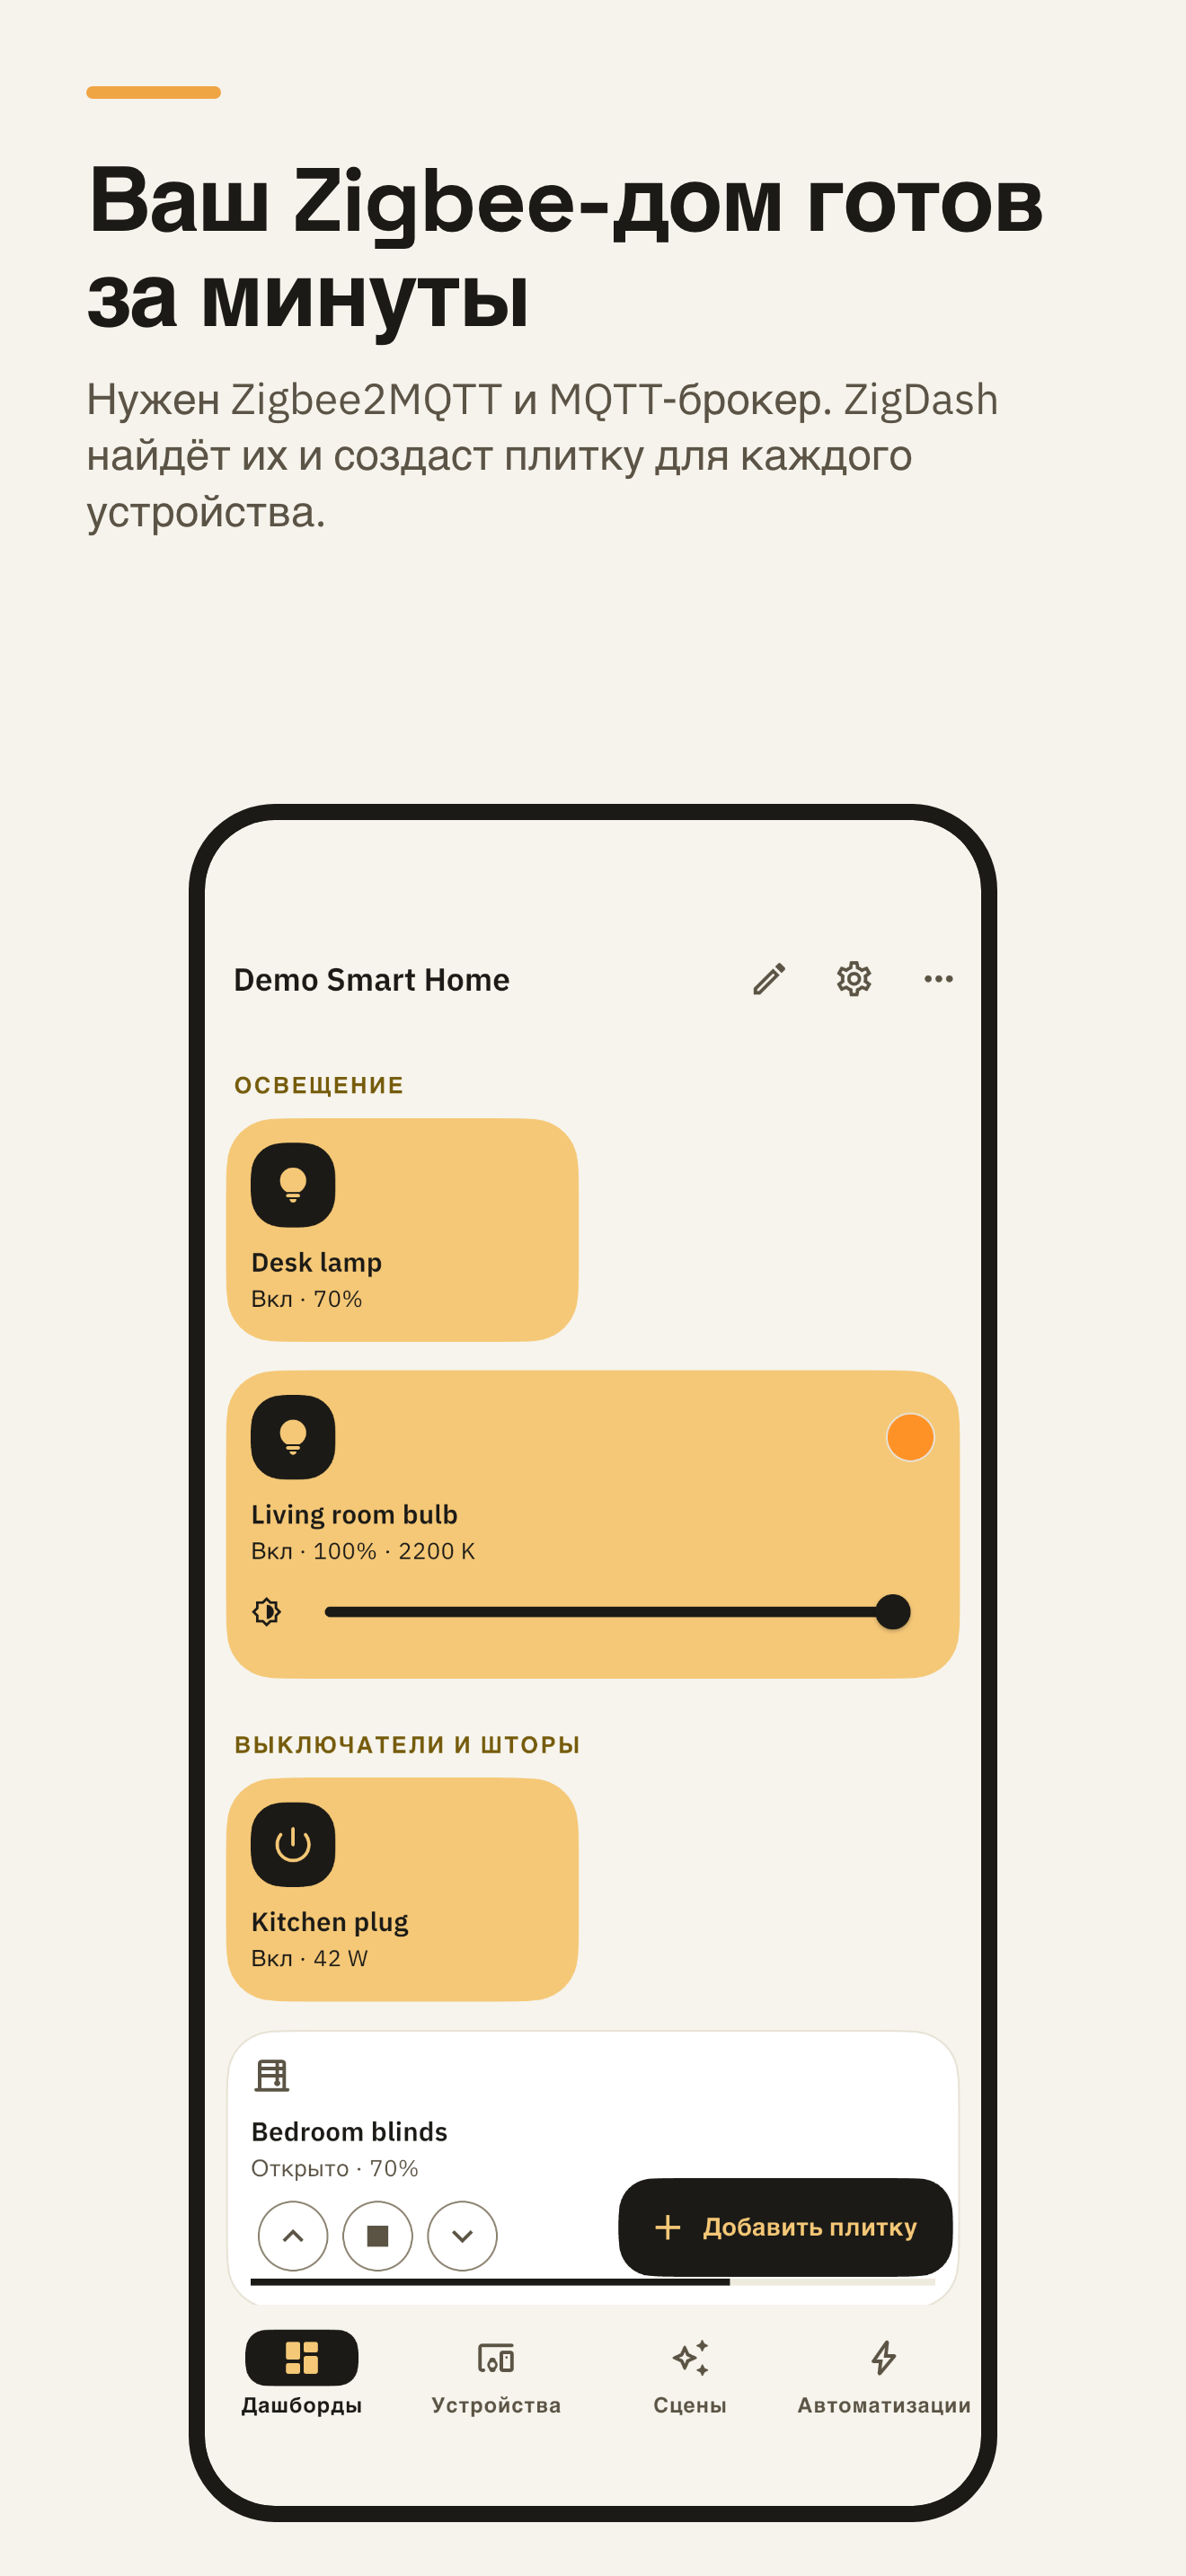 Ваш Zigbee-дом готов
за минуты
Нужен Zigbee2MQTT и MQTT-брокер. ZigDash
найдёт их и создаст плитку для каждого
устройства.
Demo Smart Home
ОСВЕЩЕНИЕ
Desk lamp
Вкл · 70%
Living room bulb
Вкл · 100% · 2200 K
ВЫКЛЮЧАТЕЛИ И ШТОРЫ
Kitchen plug
Вкл · 42 W
Bedroom blinds
Открыто · 70%
Добавить плитку
Дашборды
Устройства
Сцены
Автоматизации